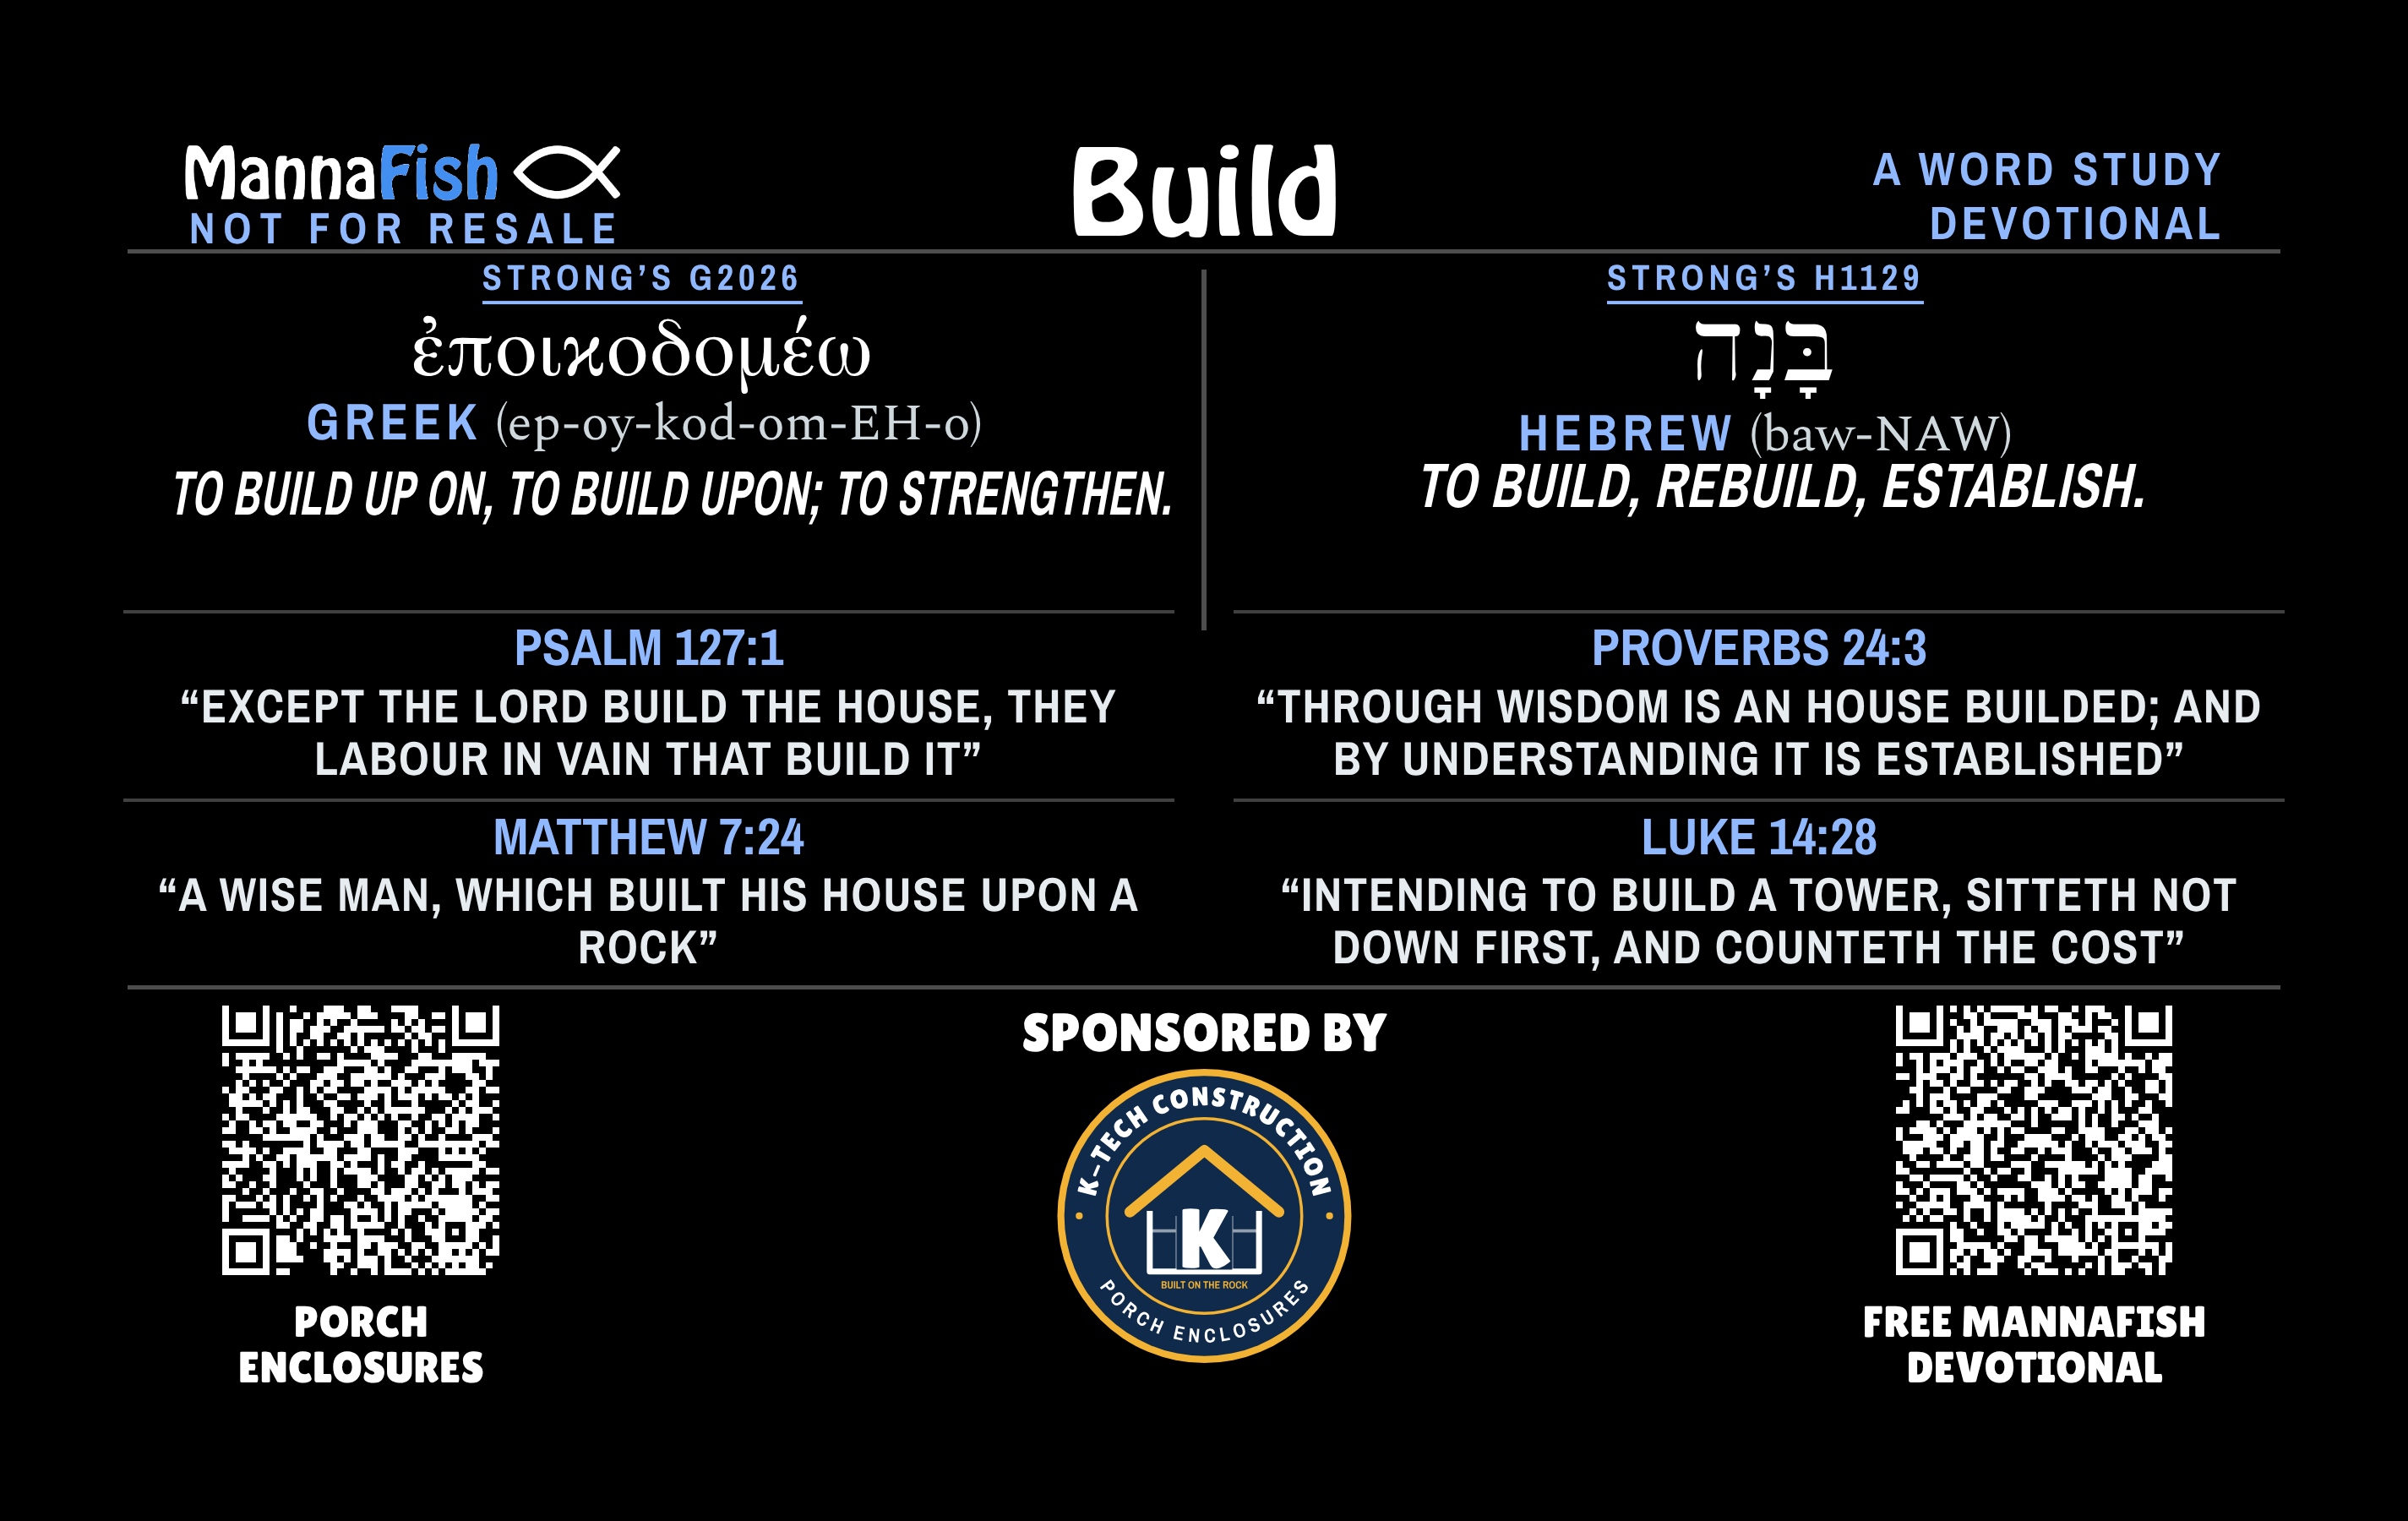 MannaFish
NOT FOR RESALE
Build
A WORD STUDY
DEVOTIONAL
STRONG’S G2026
ἐποικοδομέω
GREEK (ep-oy-kod-om-EH-o)
TO BUILD UP ON, TO BUILD UPON; TO STRENGTHEN.
STRONG’S H1129
בָּנָה
HEBREW (baw-NAW)
TO BUILD, REBUILD, ESTABLISH.
PSALM 127:1
“EXCEPT THE LORD BUILD THE HOUSE, THEY
LABOUR IN VAIN THAT BUILD IT”
PROVERBS 24:3
“THROUGH WISDOM IS AN HOUSE BUILDED; AND
BY UNDERSTANDING IT IS ESTABLISHED”
MATTHEW 7:24
“A WISE MAN, WHICH BUILT HIS HOUSE UPON A
ROCK”
LUKE 14:28
“INTENDING TO BUILD A TOWER, SITTETH NOT
DOWN FIRST, AND COUNTETH THE COST”
PORCH
ENCLOSURES
SPONSORED BY
K-TECH CONSTRUCTION
K
BUILT ON THE ROCK
PORCH ENCLOSURES
FREE MANNAFISH
DEVOTIONAL